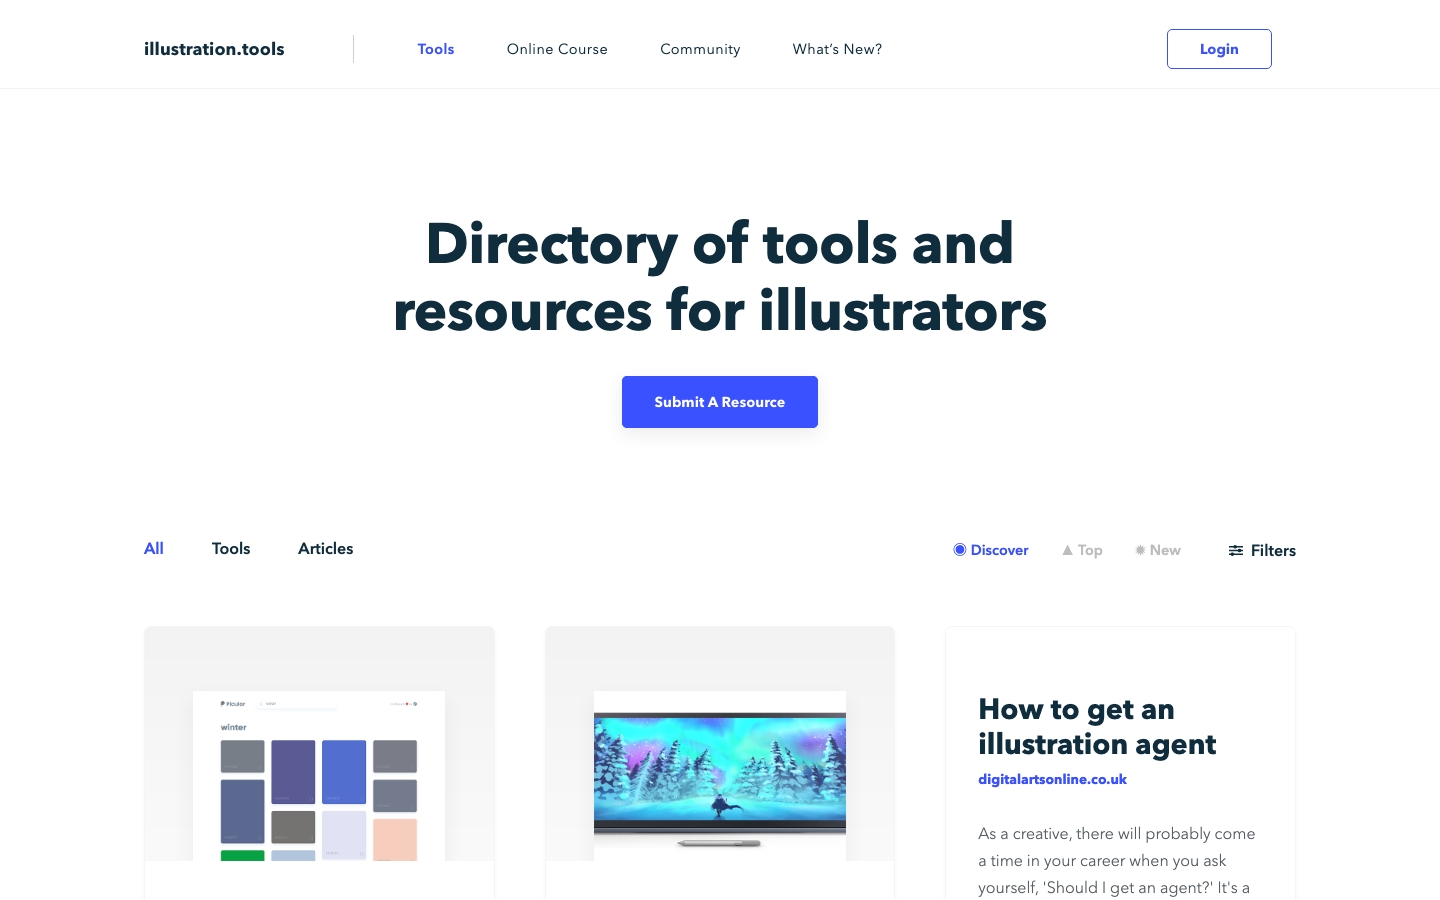 illustration.tools
Tools
Online Course
Community
What's New?
Login
Directory of tools and
resources for illustrators
Submit A Resource
All
Tools
Articles
Discover
Top
New
Filters
Picular
winter
How to get an
illustration agent
digitalartsonline.co.uk
As a creative, there will probably come
a time in your career when you ask
yourself, 'Should I get an agent?' It's a